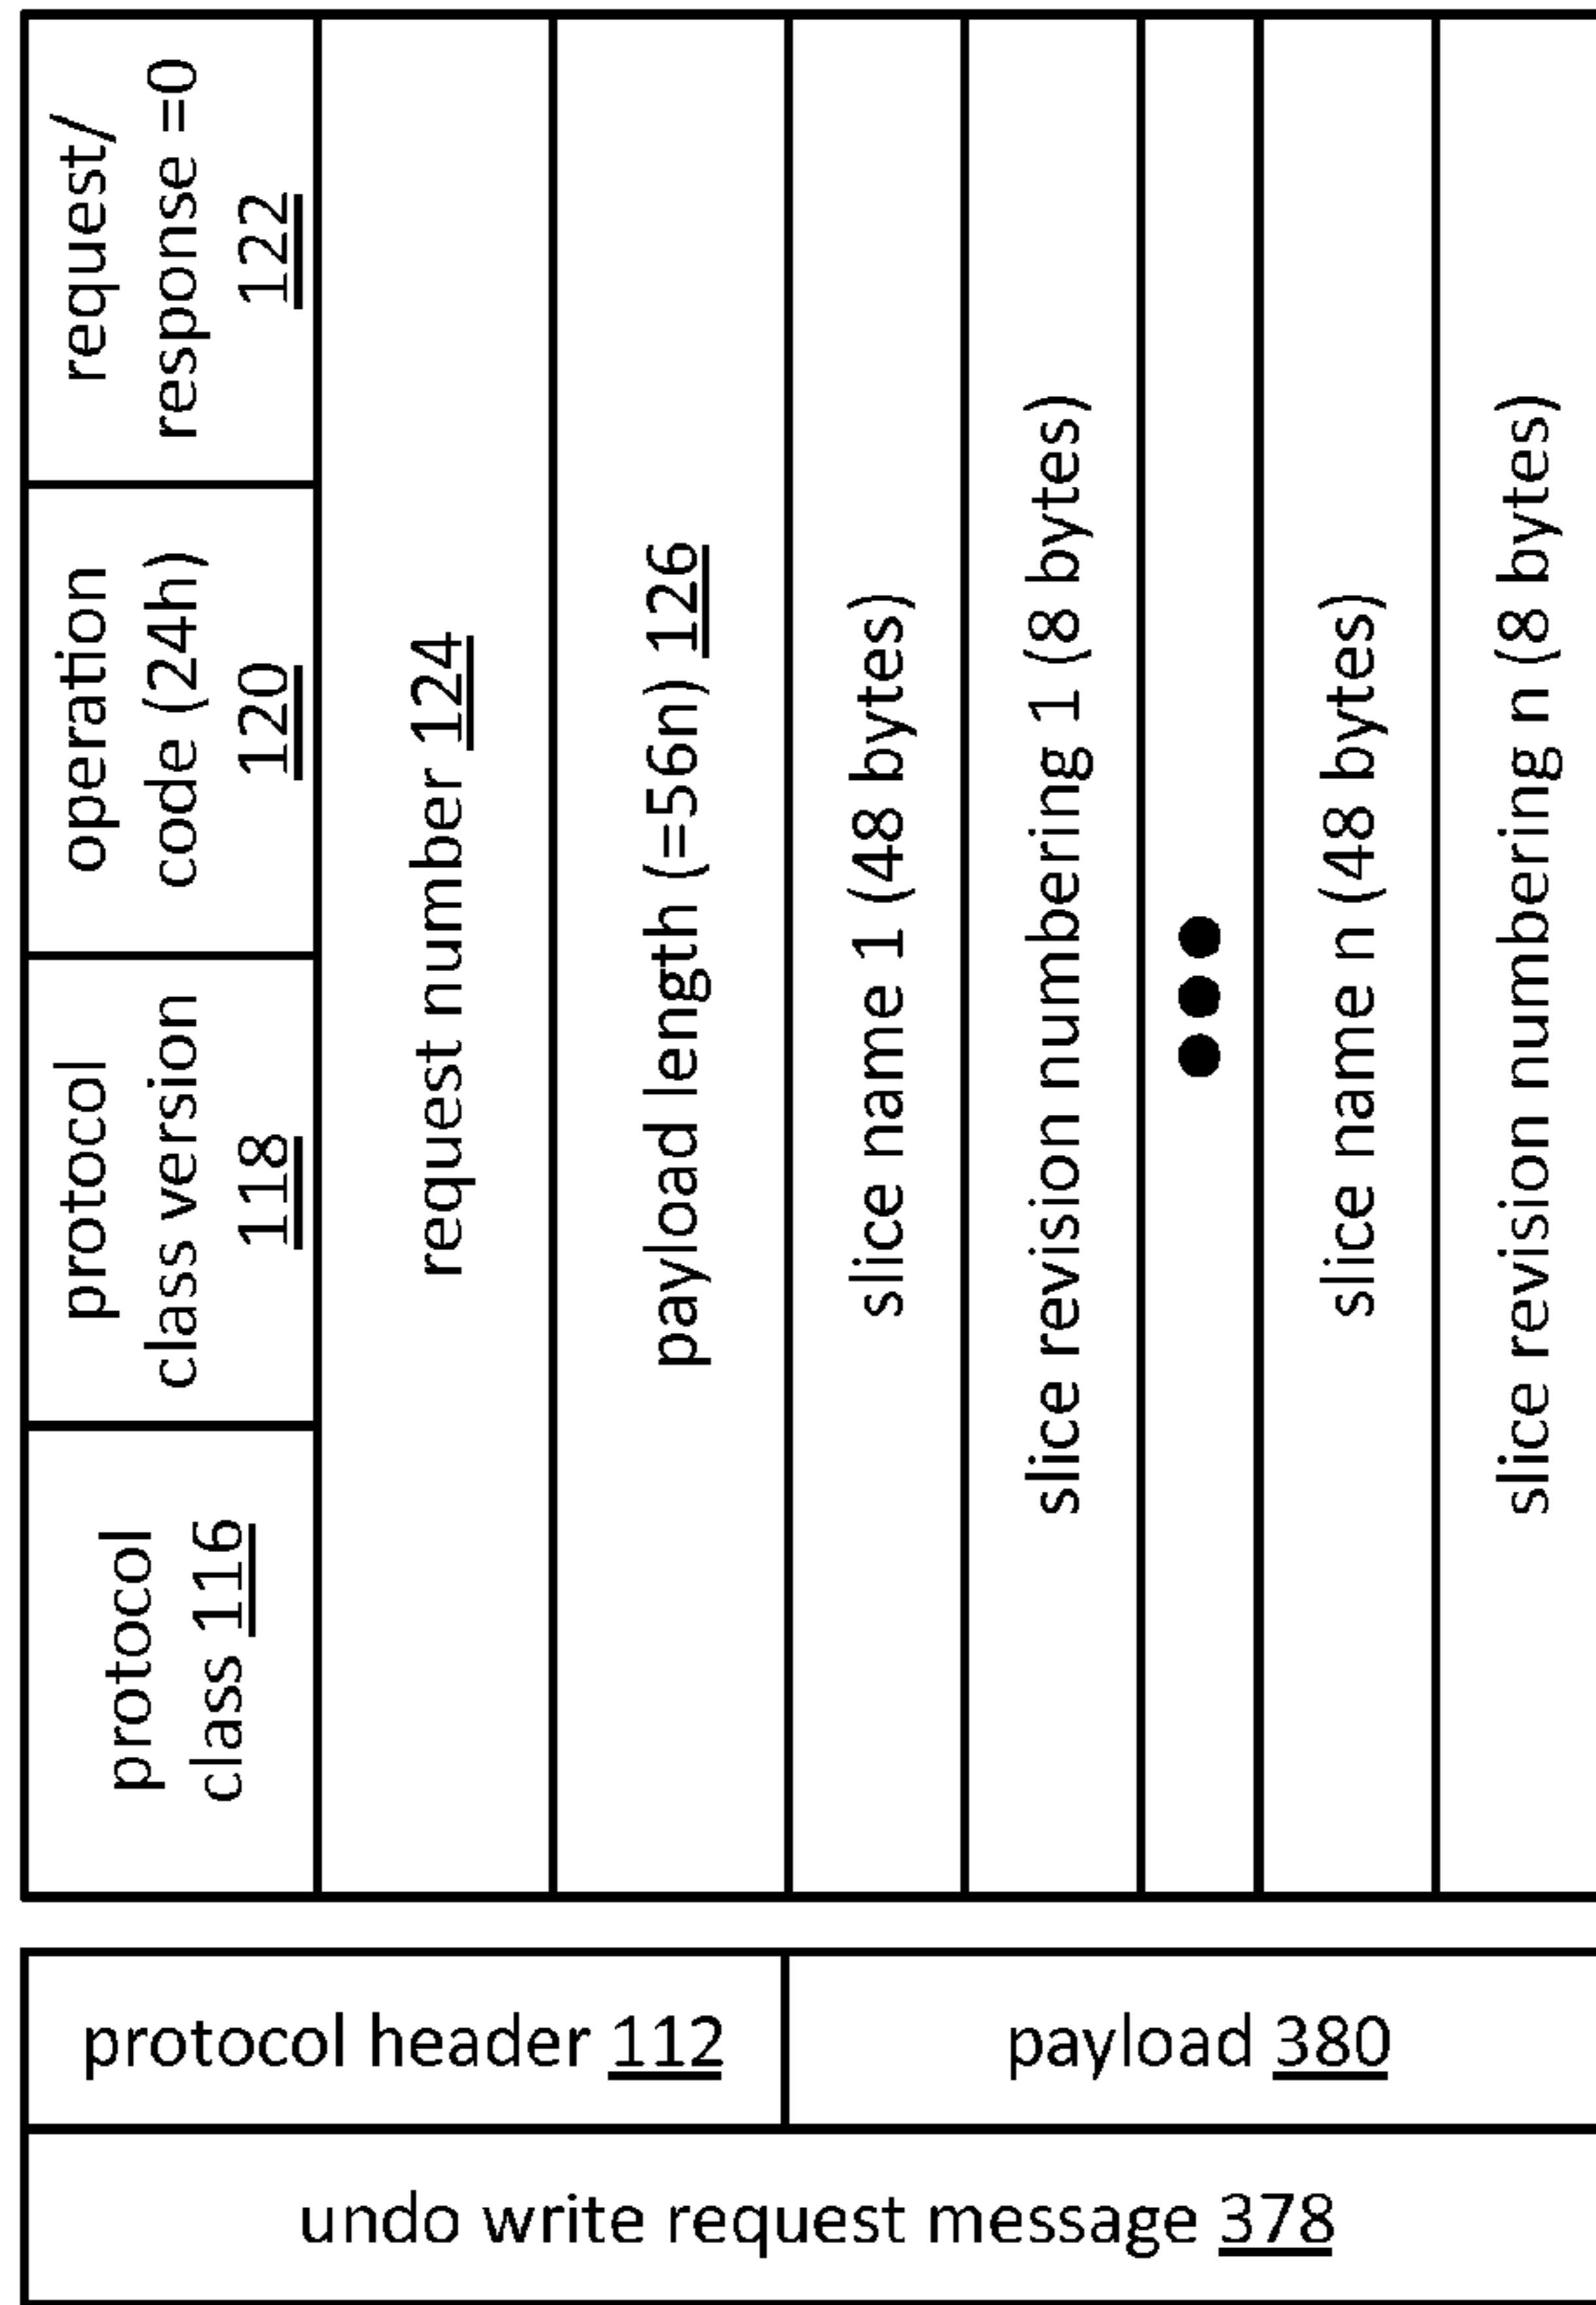 protocol
class 116
protocol
class version
118
operation
code (24h)
120
request/
response =0
122
request number 124
payload length (=56n) 126
slice name 1 (48 bytes)
slice revision numbering 1 (8 bytes)
slice name n (48 bytes)
slice revision numbering n (8 bytes)
protocol header 112
payload 380
undo write request message 378